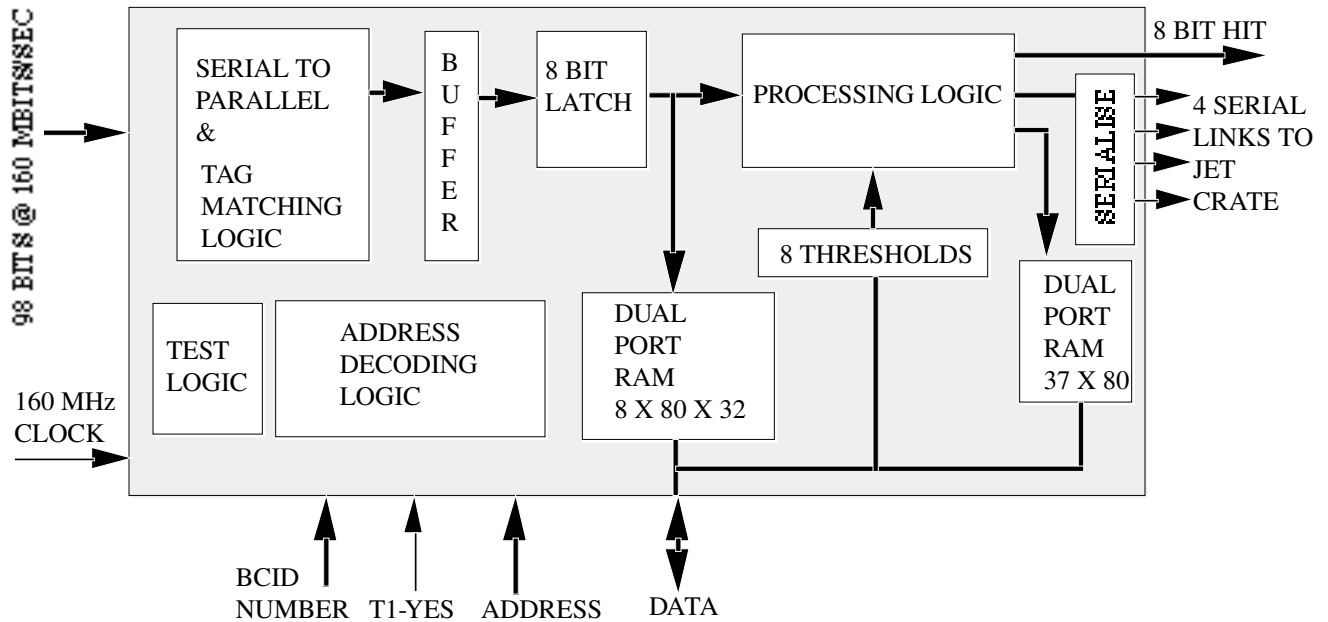 98 BITS @ 160 MBITS/SEC
SERIAL TO
PARALLEL
&
TAG
MATCHING
LOGIC
B
U
F
F
E
R
8 BIT
LATCH
PROCESSING LOGIC
8 BIT HIT
SERIALISE
4 SERIAL
LINKS TO
JET
CRATE
8 THRESHOLDS
TEST
LOGIC
ADDRESS
DECODING
LOGIC
DUAL
PORT
RAM
8 X 80 X 32
DUAL
PORT
RAM
37 X 80
160 MHz
CLOCK
BCID
NUMBER
T1-YES
ADDRESS
DATA